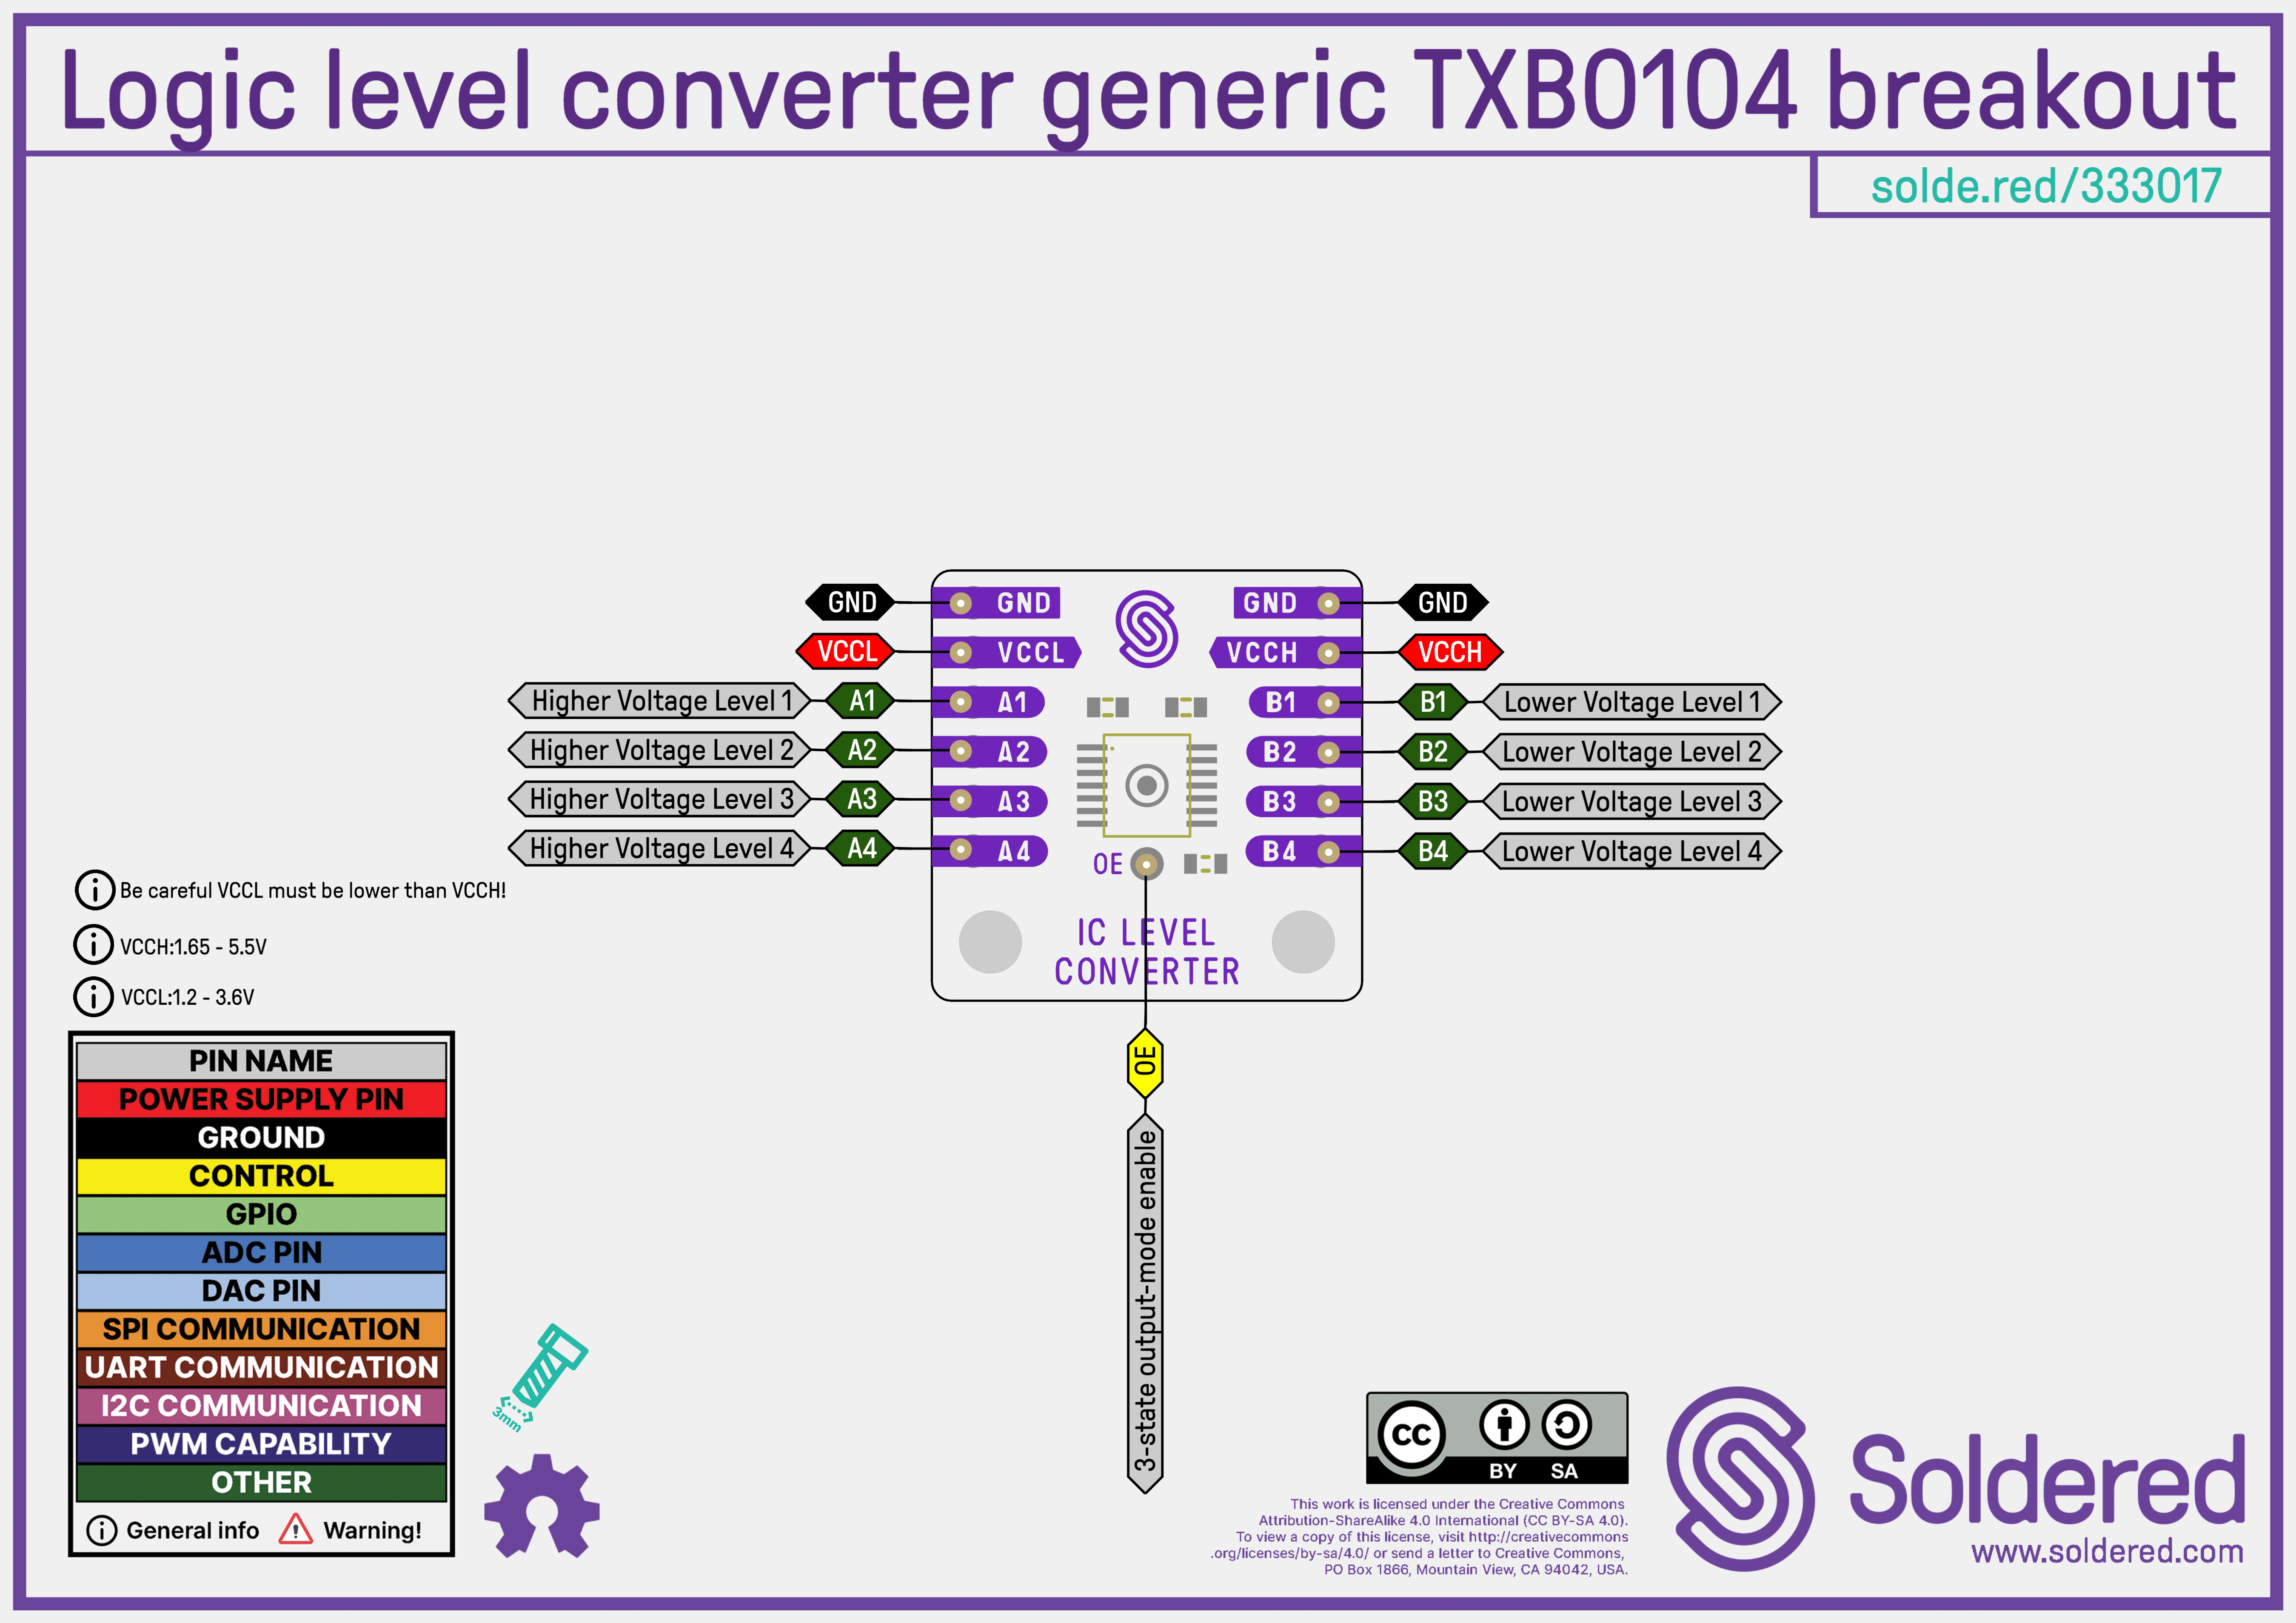 Logic level converter generic TXB0104 breakout
solde.red/333017
GND
GND
GND
GND
VCCL
VCCL
VCCH
VCCH
Higher Voltage Level 1
A1
A1
B1
B1
Lower Voltage Level 1
Higher Voltage Level 2
A2
A2
B2
B2
Lower Voltage Level 2
Higher Voltage Level 3
A3
A3
B3
B3
Lower Voltage Level 3
Higher Voltage Level 4
A4
A4
B4
B4
Lower Voltage Level 4
OE
IC LEVEL
CONVERTER
OE
3-state output-mode enable
Be careful VCCL must be lower than VCCH!
VCCH:1.65 - 5.5V
VCCL:1.2 - 3.6V
PIN NAME
POWER SUPPLY PIN
GROUND
CONTROL
GPIO
ADC PIN
DAC PIN
SPI COMMUNICATION
UART COMMUNICATION
I2C COMMUNICATION
PWM CAPABILITY
OTHER
General info
Warning!
3mm
CC
BY SA
This work is licensed under the Creative Commons
Attribution-ShareAlike 4.0 International (CC BY-SA 4.0).
To view a copy of this license, visit http://creativecommons
.org/licenses/by-sa/4.0/ or send a letter to Creative Commons,
PO Box 1866, Mountain View, CA 94042, USA.
Soldered
www.soldered.com